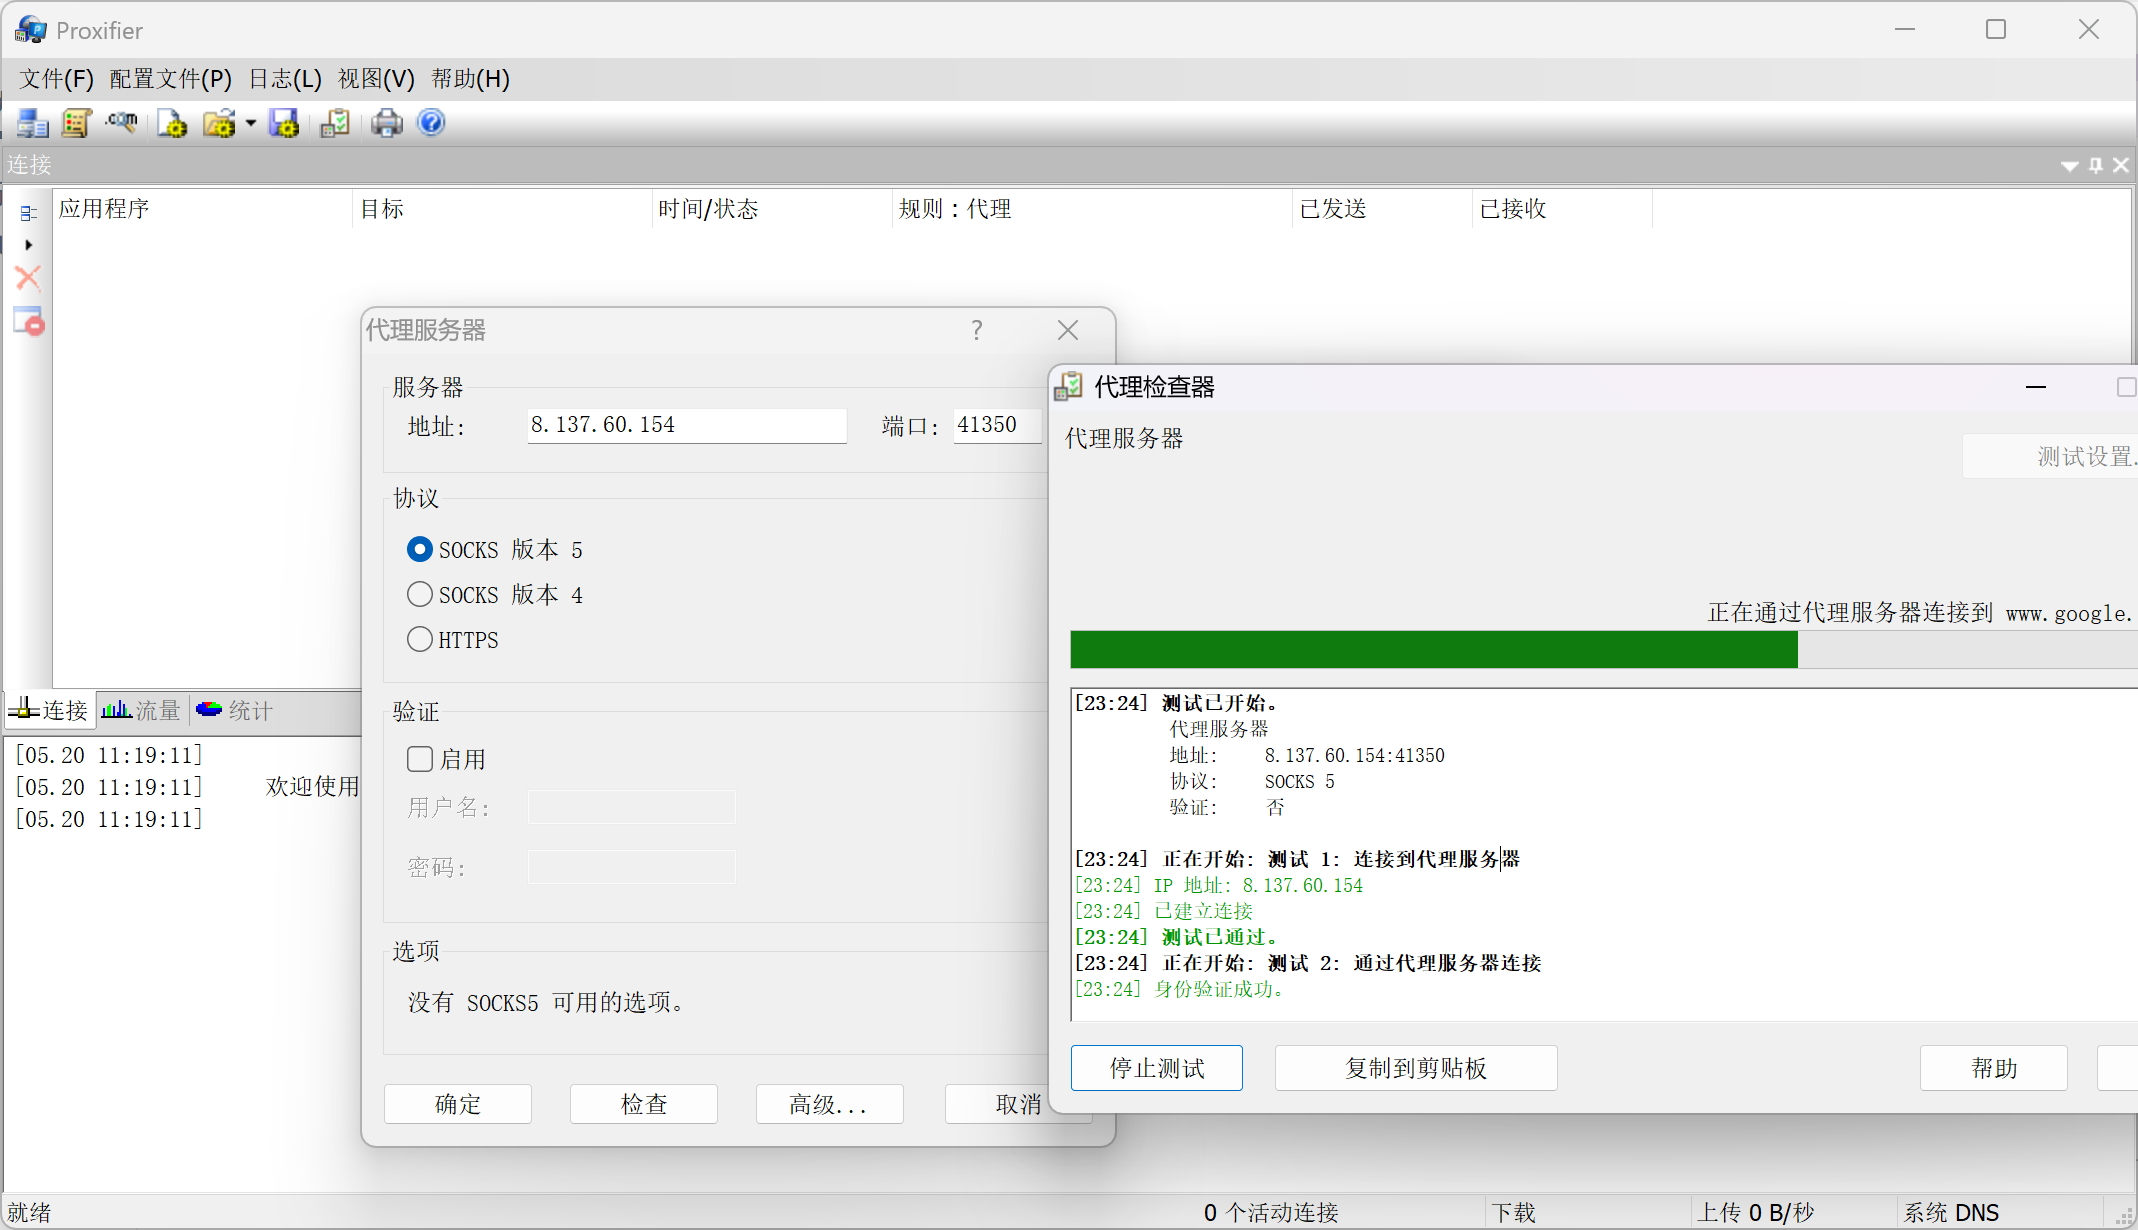 Proxifier
文件(F) 配置文件(P) 日志(L) 视图(V) 帮助(H)
连接
应用程序 目标 时间/状态 规则 : 代理 已发送 已接收
代理服务器
服务器
地址: 8.137.60.154 端口: 41350
协议
SOCKS 版本 5
SOCKS 版本 4
HTTPS
验证
启用
用户名:
密码:
选项
没有 SOCKS5 可用的选项。
确定 检查 高级... 取消
代理检查器
代理服务器
测试设置.
正在通过代理服务器连接到 www.google.
[23:24] 测试已开始。
代理服务器
地址: 8.137.60.154:41350
协议: SOCKS 5
验证: 否
[23:24] 正在开始: 测试 1: 连接到代理服务器
[23:24] IP 地址: 8.137.60.154
[23:24] 已建立连接
[23:24] 测试已通过。
[23:24] 正在开始: 测试 2: 通过代理服务器连接
[23:24] 身份验证成功。
停止测试 复制到剪贴板 帮助
连接 流量 统计
[05.20 11:19:11]
[05.20 11:19:11] 欢迎使用
[05.20 11:19:11]
就绪 0 个活动连接 下载 上传 0 B/秒 系统 DNS